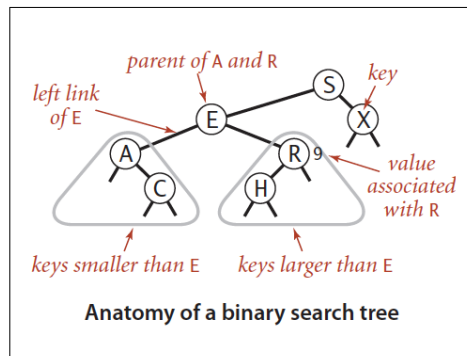 parent of A and R
key
left link
of E
S
E
X
A
R 9
value
associated
with R
C
H
keys smaller than E
keys larger than E
Anatomy of a binary search tree